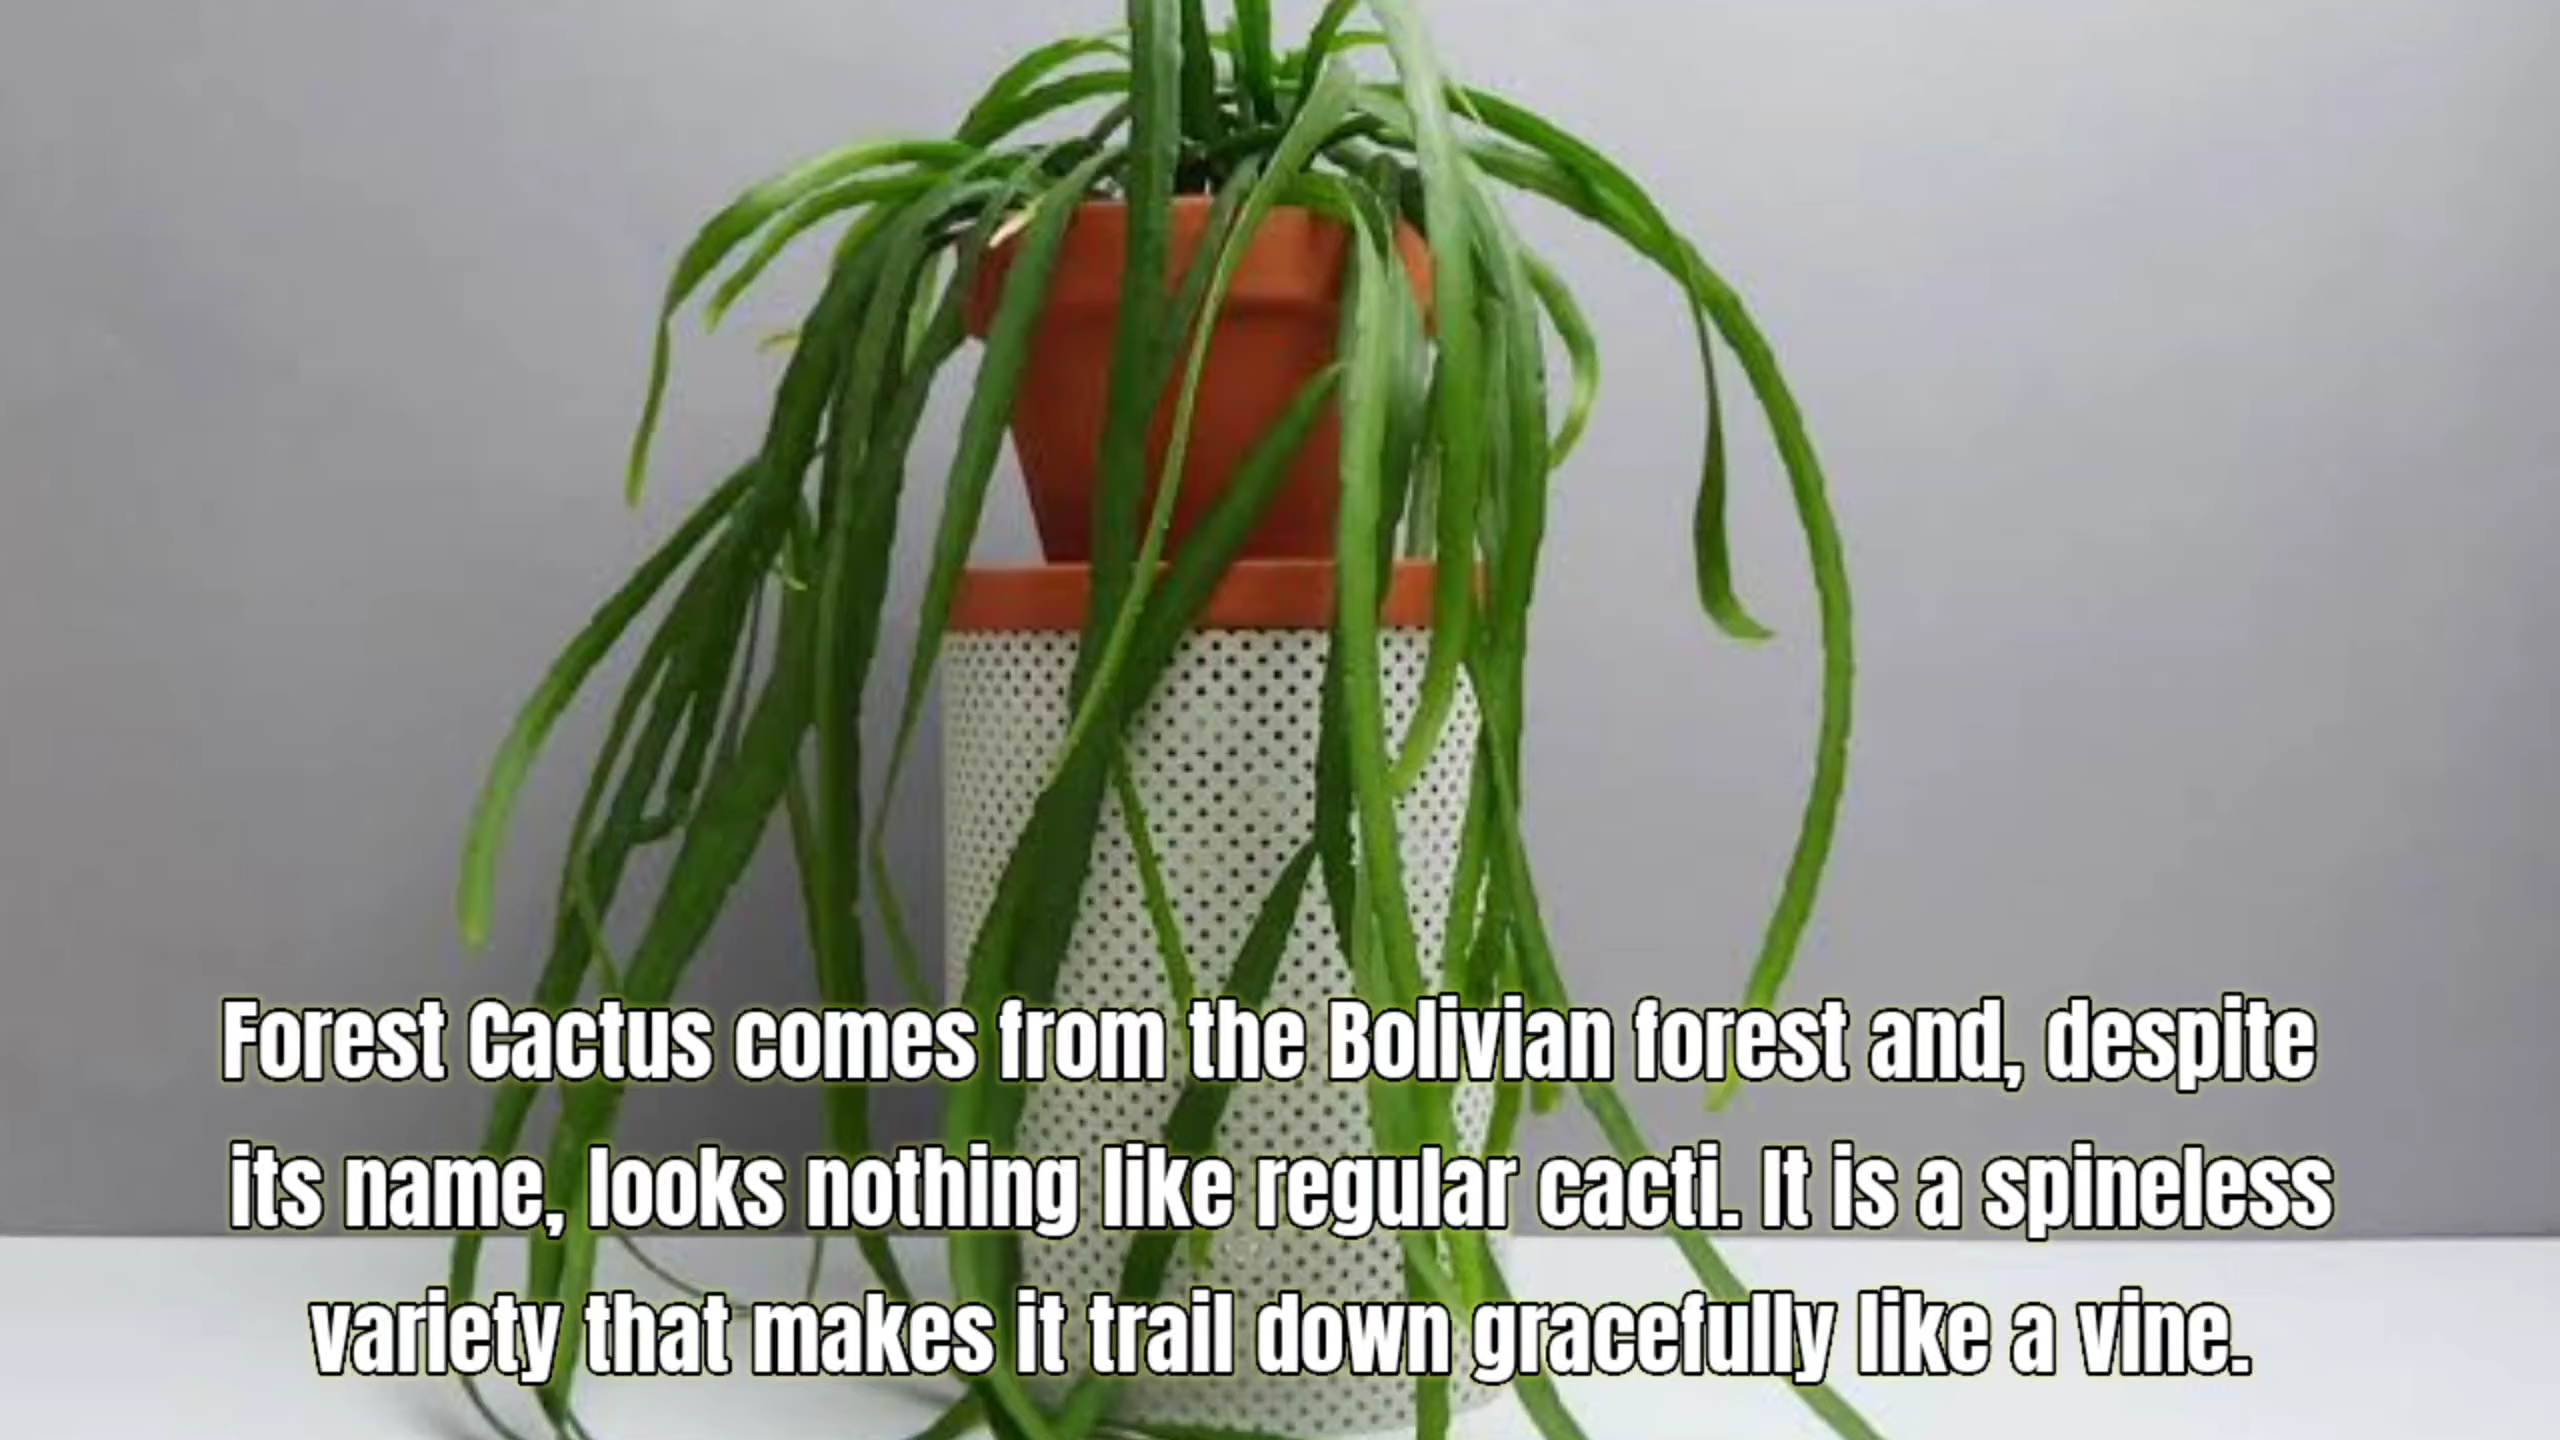 Forest Cactus comes from the Bolivian forest and, despite
its name, looks nothing like regular cacti. It is a spineless
variety that makes it trail down gracefully like a vine.